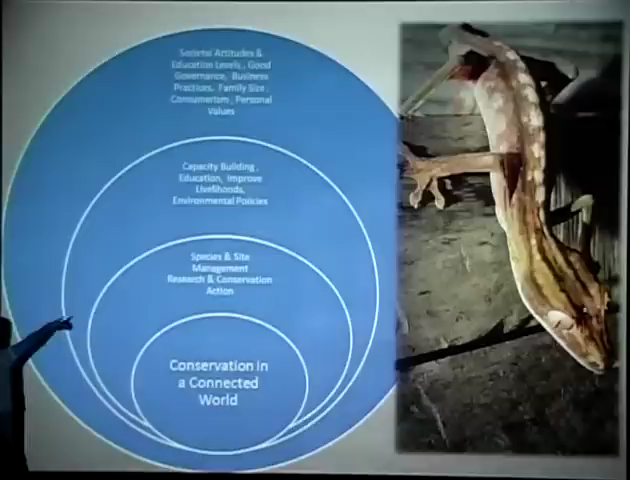 Societal Attitudes &
Education Levels , Good
Governance, Business
Practices, Family Size ,
Consumerism , Personal
Values
Capacity Building ,
Education, Improve
Livelihoods,
Environmental Policies
Species & Site
Management
Research & Conservation
Action
Conservation in
a Connected
World